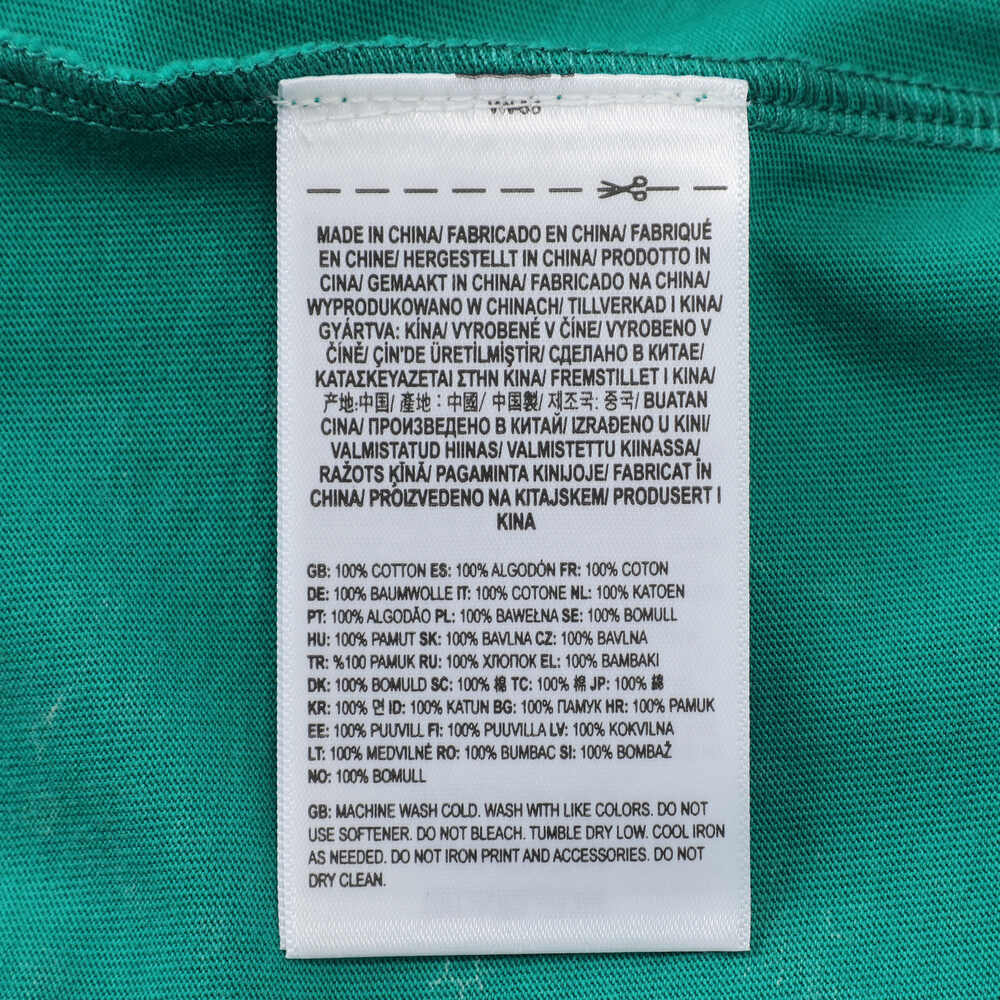 MADE IN CHINA/ FABRICADO EN CHINA/ FABRIQUÉ
EN CHINE/ HERGESTELLT IN CHINA/ PRODOTTO IN
CINA/ GEMAAKT IN CHINA/ FABRICADO NA CHINA/
WYPRODUKOWANO W CHINACH/ TILLVERKAD I KINA/
GYÁRTVA: KÍNA/ VYROBENÉ V ČÍNE/ VYROBENO V
ČÍNĚ/ ÇİN'DE ÜRETİLMİŞTİR/ СДЕЛАНО В КИТАЕ/
ΚΑΤΑΣΚΕΥΑΖΕΤΑΙ ΣΤΗΝ ΚΙΝΑ/ FREMSTILLET I KINA/
产地:中国/ 產地：中國/ 中国製/ 제조국: 중국/ BUATAN
CINA/ ПРОИЗВЕДЕНО В КИТАЙ/ IZRAĐENO U KINI/
VALMISTATUD HIINAS/ VALMISTETTU KIINASSA/
RAŽOTS ĶĪNĀ/ PAGAMINTA KINIJOJE/ FABRICAT ÎN
CHINA/ PROIZVEDENO NA KITAJSKEM/ PRODUSERT I
KINA
GB: 100% COTTON ES: 100% ALGODÓN FR: 100% COTON
DE: 100% BAUMWOLLE IT: 100% COTONE NL: 100% KATOEN
PT: 100% ALGODÃO PL: 100% BAWEŁNA SE: 100% BOMULL
HU: 100% PAMUT SK: 100% BAVLNA CZ: 100% BAVLNA
TR: %100 PAMUK RU: 100% ХЛОПОК EL: 100% ΒΑΜΒΑΚΙ
DK: 100% BOMULD SC: 100% 棉 TC: 100% 棉 JP: 100% 綿
KR: 100% 면 ID: 100% KATUN BG: 100% ПАМУК HR: 100% PAMUK
EE: 100% PUUVILL FI: 100% PUUVILLA LV: 100% KOKVILNA
LT: 100% MEDVILNĖ RO: 100% BUMBAC SI: 100% BOMBAŽ
NO: 100% BOMULL
GB: MACHINE WASH COLD. WASH WITH LIKE COLORS. DO NOT
USE SOFTENER. DO NOT BLEACH. TUMBLE DRY LOW. COOL IRON
AS NEEDED. DO NOT IRON PRINT AND ACCESSORIES. DO NOT
DRY CLEAN.